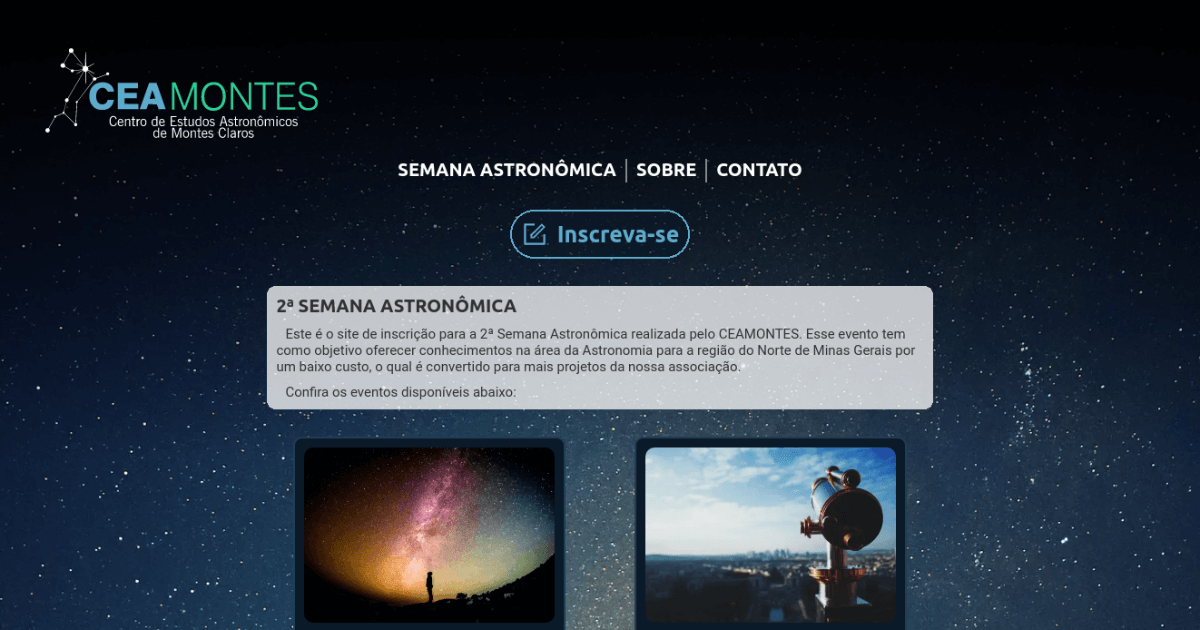 CEAMONTES
Centro de Estudos Astronômicos
de Montes Claros
SEMANA ASTRONÔMICA | SOBRE | CONTATO
Inscreva-se
2ª SEMANA ASTRONÔMICA
Este é o site de inscrição para a 2ª Semana Astronômica realizada pelo CEAMONTES. Esse evento tem
como objetivo oferecer conhecimentos na área da Astronomia para a região do Norte de Minas Gerais por
um baixo custo, o qual é convertido para mais projetos da nossa associação.
Confira os eventos disponíveis abaixo: